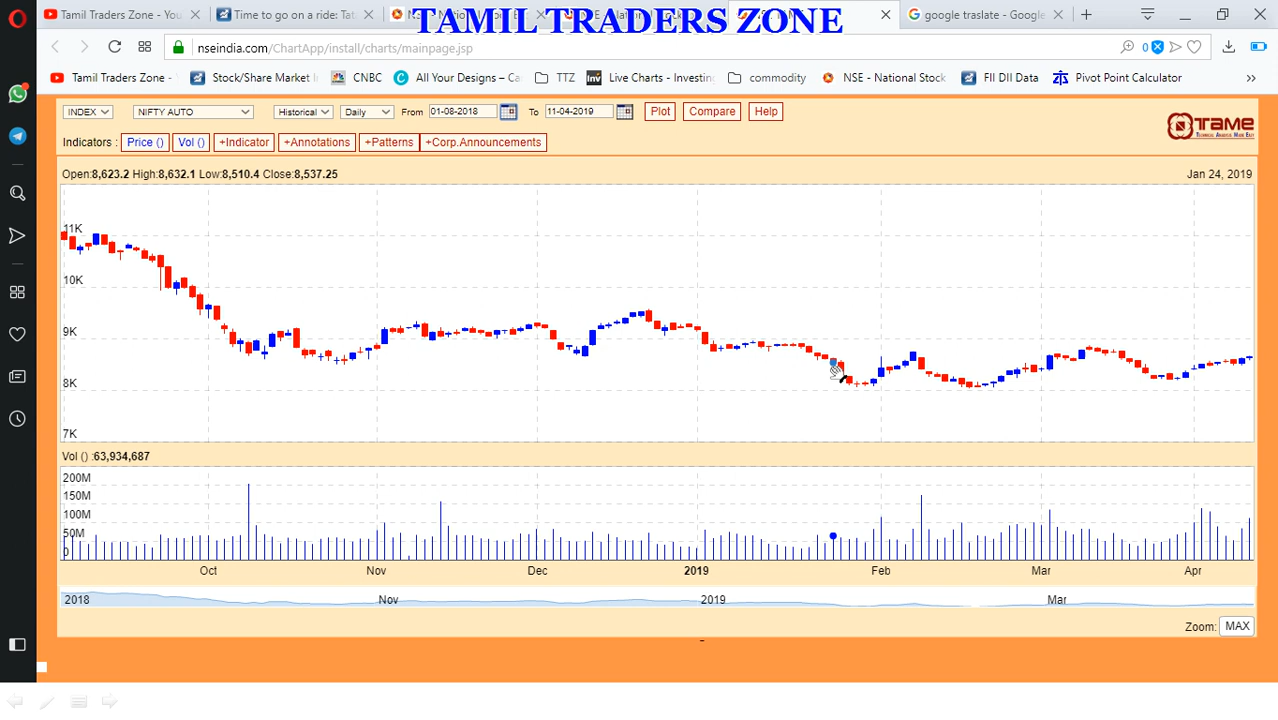 Tamil Traders Zone - You
Time to go on a ride: Tat
google traslate - Google
TAMIL TRADERS ZONE
nseindia.com/ChartApp/install/charts/mainpage.jsp
0
Tamil Traders Zone -
Stock/Share Market
CNBC
All Your Designs – Ca
TTZ
Inv Live Charts - Investin
commodity
NSE - National Stock
FII DII Data
Pivot Point Calculator
»
INDEX NIFTY AUTO Historical Daily From 01-08-2018 To 11-04-2019 Plot Compare Help
TAME
Indicators : Price () Vol () +Indicator +Annotations +Patterns +Corp.Announcements
Open:8,623.2 High:8,632.1 Low:8,510.4 Close:8,537.25 Jan 24, 2019
11K
10K
9K
8K
7K
Vol () :63,934,687
200M
150M
100M
50M
0
Oct Nov Dec 2019 Feb Mar Apr
2018 Nov 2019 Mar
Zoom: MAX